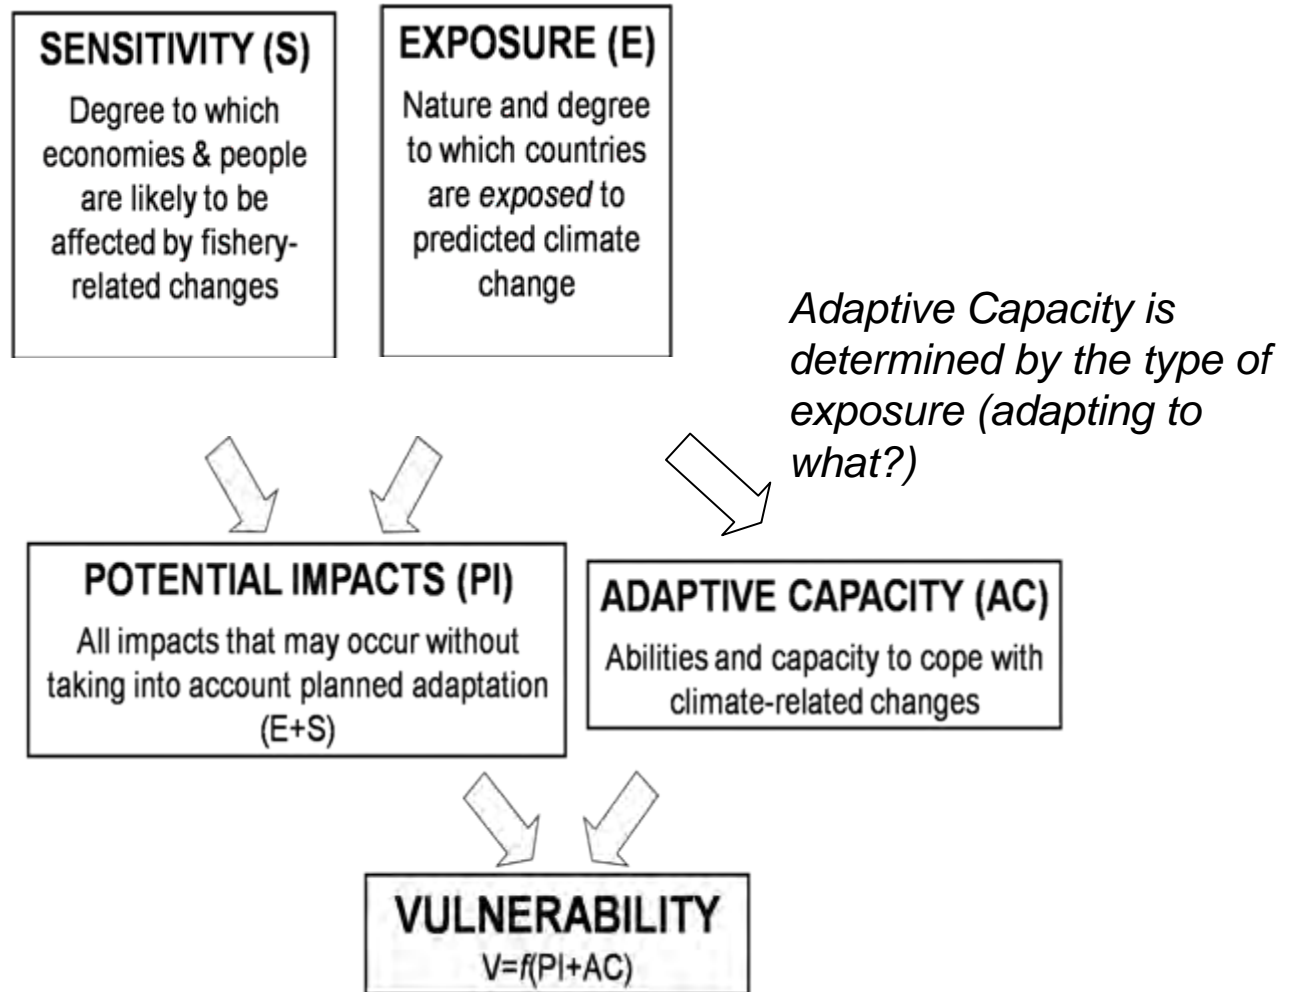 SENSITIVITY (S)
Degree to which
economies & people
are likely to be
affected by fishery-
related changes
EXPOSURE (E)
Nature and degree
to which countries
are exposed to
predicted climate
change
Adaptive Capacity is
determined by the type of
exposure (adapting to
what?)
POTENTIAL IMPACTS (PI)
All impacts that may occur without
taking into account planned adaptation
(E+S)
ADAPTIVE CAPACITY (AC)
Abilities and capacity to cope with
climate-related changes
VULNERABILITY
V=f(PI+AC)